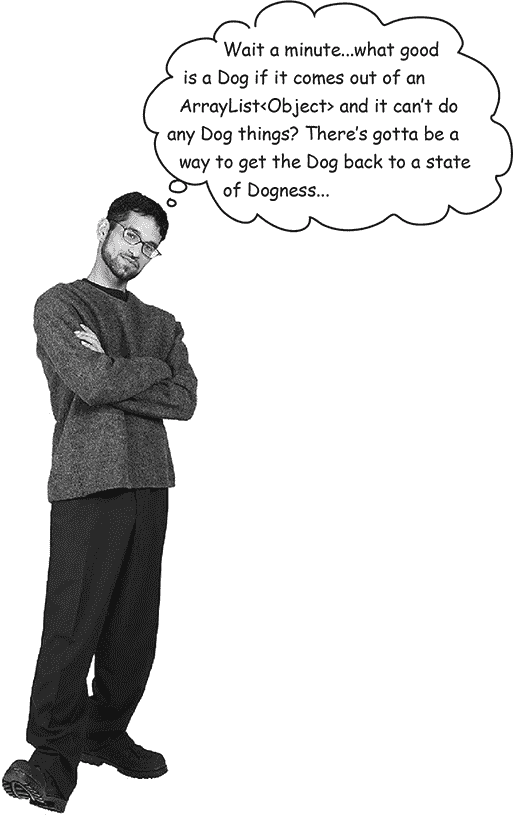 Wait a minute...what good
is a Dog if it comes out of an
ArrayList<Object> and it can't do
any Dog things? There's gotta be a
way to get the Dog back to a state
of Dogness...